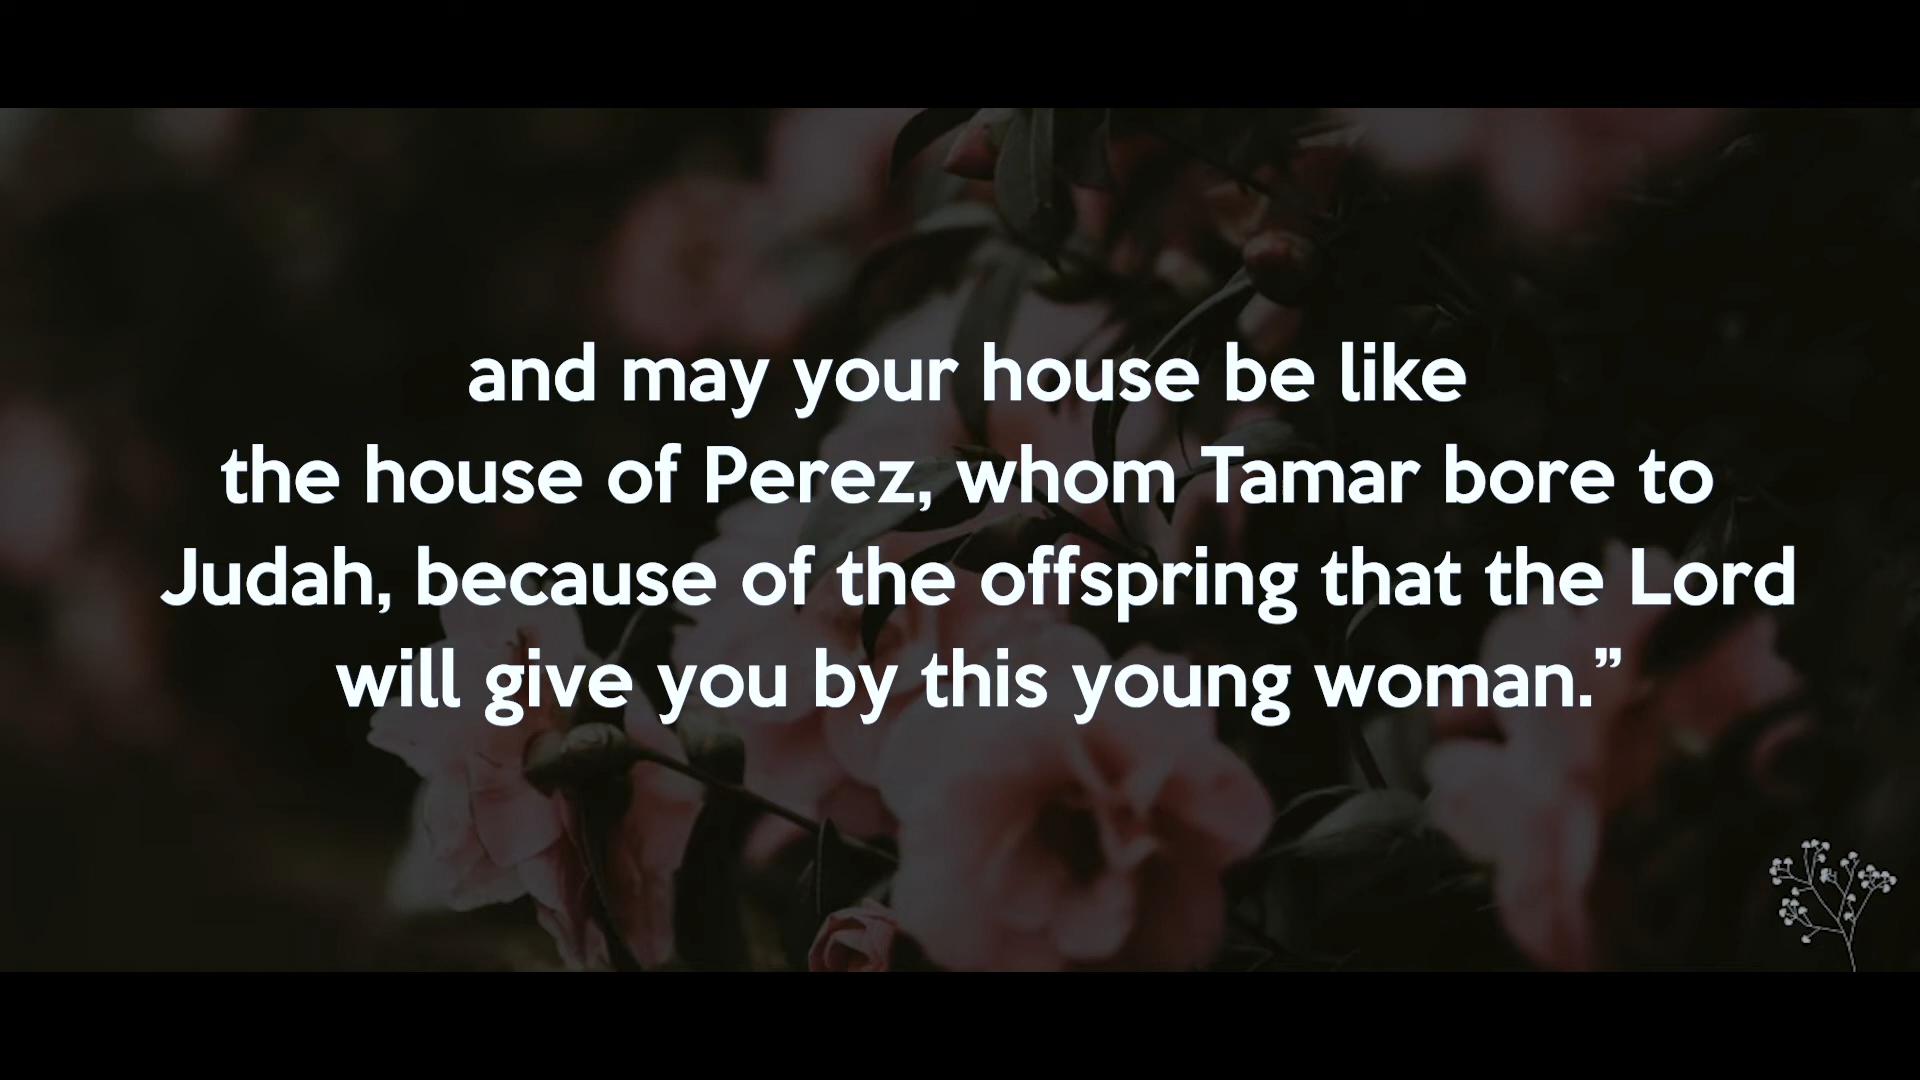 and may your house be like
the house of Perez, whom Tamar bore to
Judah, because of the offspring that the Lord
will give you by this young woman.”